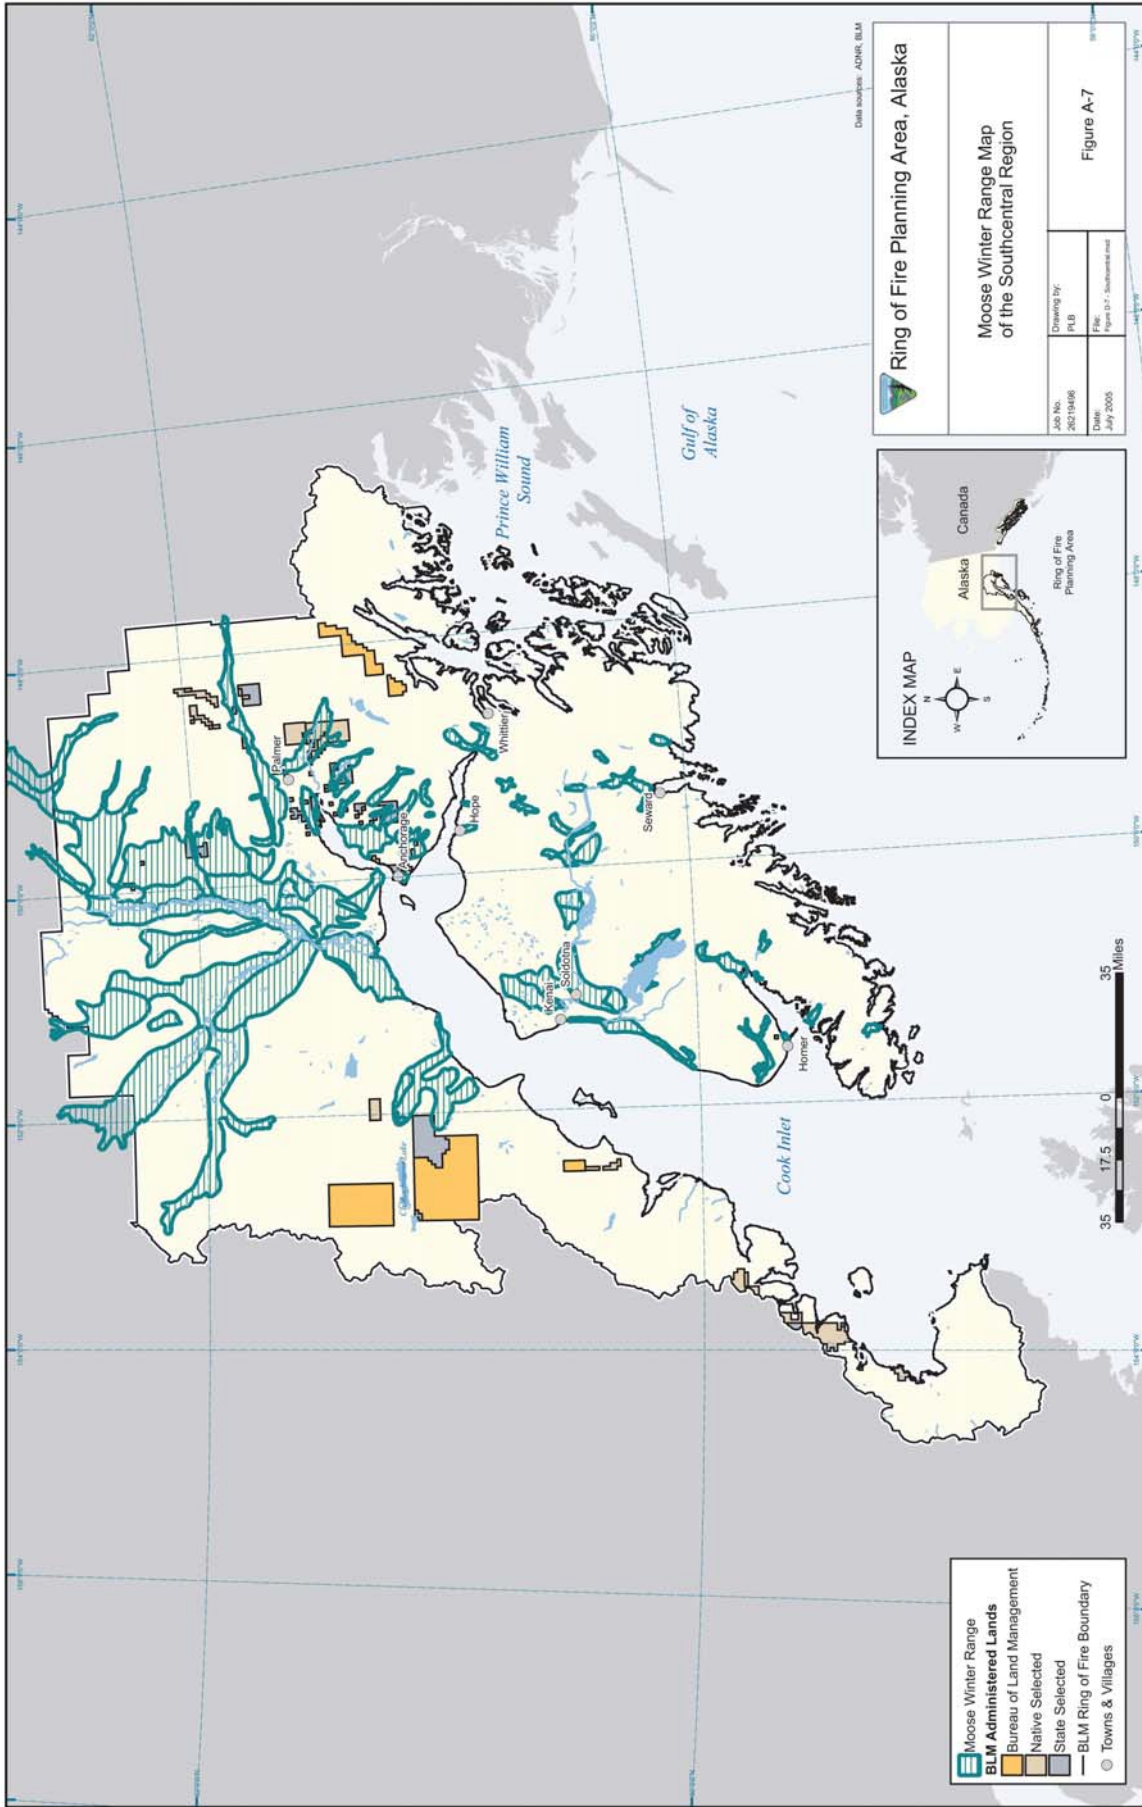 Data sources: ADNR, BLM
Ring of Fire Planning Area, Alaska
Moose Winter Range Map
of the Southcentral Region
Job No.
26219496
Drawing by:
PLB
Date:
July 2005
File:
Figure A-7
INDEX MAP
Alaska
Canada
Ring of Fire
Planning Area
N
W
E
S
Moose Winter Range
BLM Administered Lands
Bureau of Land Management
Native Selected
State Selected
BLM Ring of Fire Boundary
Towns & Villages
35
17.5
0
35
Miles
Palmer
Anchorage
Hope
Whittier
Seward
Kenai
Soldotna
Homer
Cook Inlet
Prince William
Sound
Gulf of
Alaska